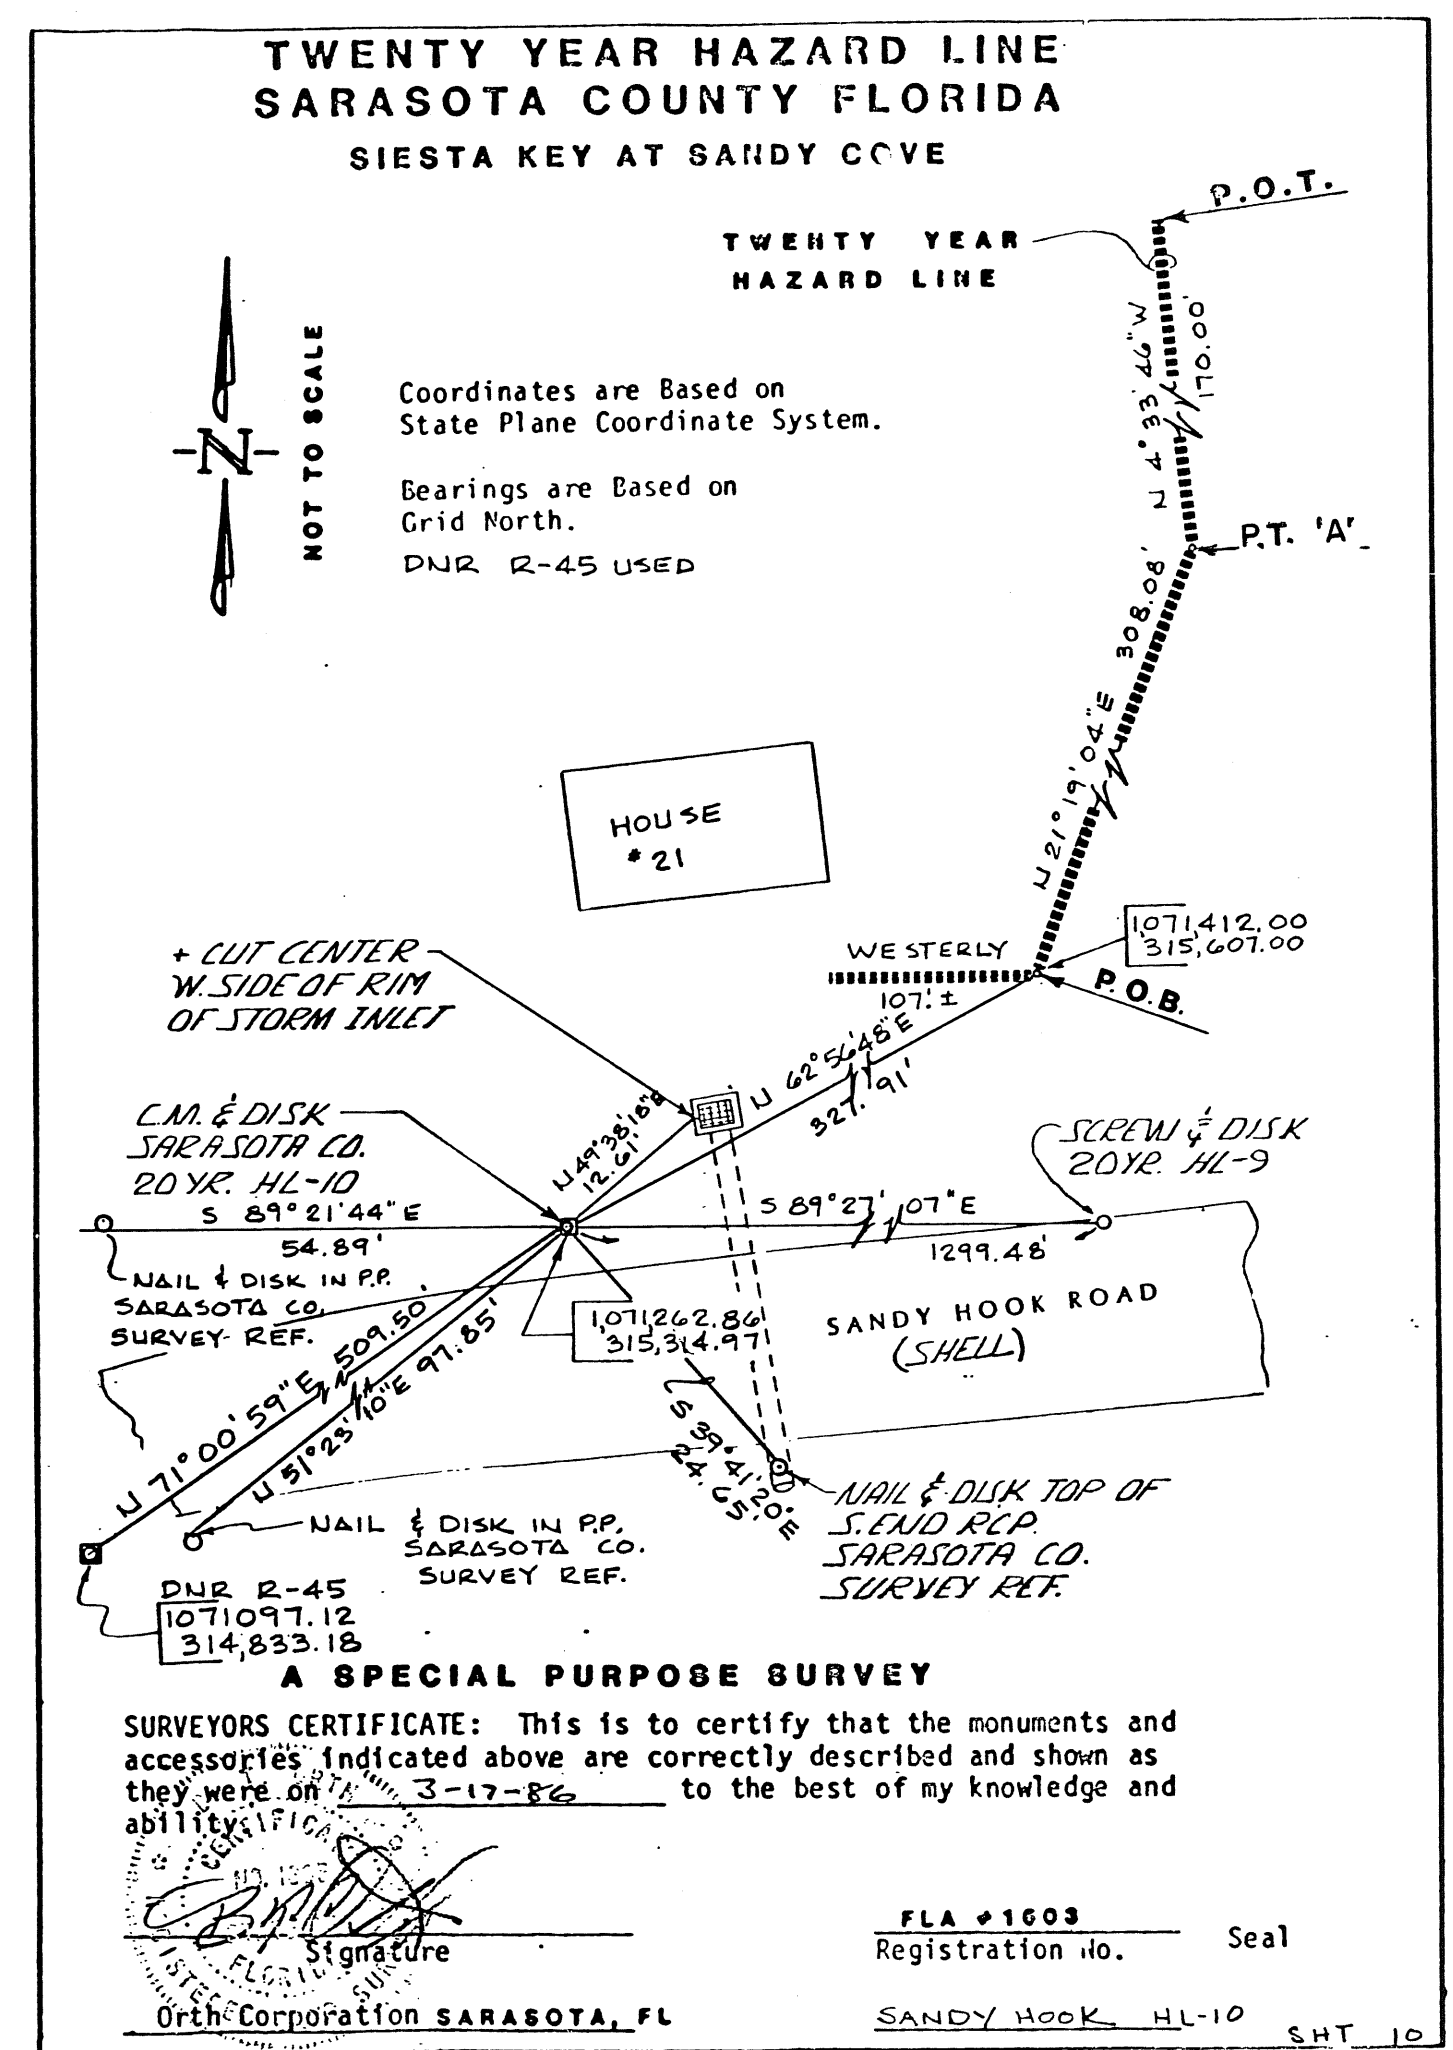 TWENTY YEAR HAZARD LINE
SARASOTA COUNTY FLORIDA
SIESTA KEY AT SANDY COVE
P.O.T.
TWENTY YEAR
HAZARD LINE
N 4° 33' 46" W
170.00'
NOT TO SCALE
N
Coordinates are Based on
State Plane Coordinate System.
Bearings are Based on
Grid North.
DNR R-45 USED
P.T. 'A'
N 21° 19' 04" E 308.08'
HOUSE
# 21
1071,412.00
315,607.00
P.O.B.
WESTERLY
107.'±
+ CUT CENTER
W. SIDE OF RIM
OF STORM INLET
N 62° 56' 48" E
327.91'
N 49° 38' 18" E
12.61'
C.M. & DISK
SARASOTA CO.
20 YR. HL-10
SCREW & DISK
20 YR. HL-9
S 89° 21' 44" E
54.89'
S 89° 27' 07" E
1299.48'
NAIL & DISK IN P.P.
SARASOTA CO.
SURVEY REF.
1,071,262.86
315,314.97
SANDY HOOK ROAD
(SHELL)
N 71° 00' 59" E 509.50'
N 51° 23' 10" E 97.85'
S 39° 41' 20" E
24.65'
NAIL & DISK TOP OF
S. END RCP.
SARASOTA CO.
SURVEY REF.
NAIL & DISK IN P.P.
SARASOTA CO.
SURVEY REF.
DNR R-45
1071097.12
314,833.18
A SPECIAL PURPOSE SURVEY
SURVEYORS CERTIFICATE: This is to certify that the monuments and
accessories indicated above are correctly described and shown as
they were on 3-17-86 to the best of my knowledge and
ability.
Signature
FLA #1603
Registration No.
Seal
Orth Corporation SARASOTA, FL
SANDY HOOK HL-10
SHT 10